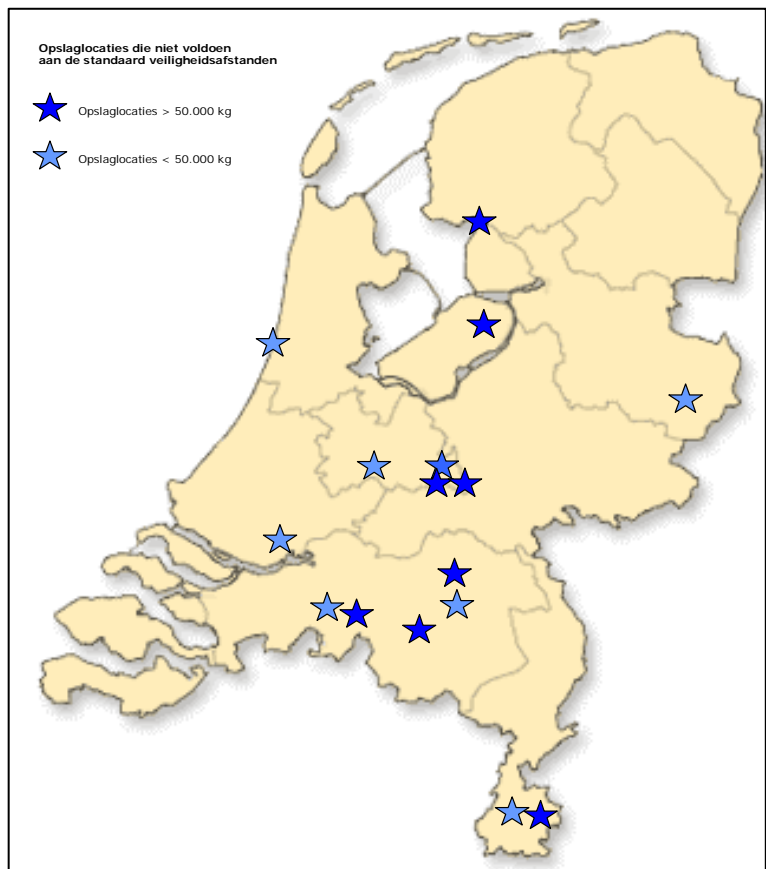 Opslaglocaties die niet voldoen
aan de standaard veiligheidsafstanden
Opslaglocaties > 50.000 kg
Opslaglocaties < 50.000 kg